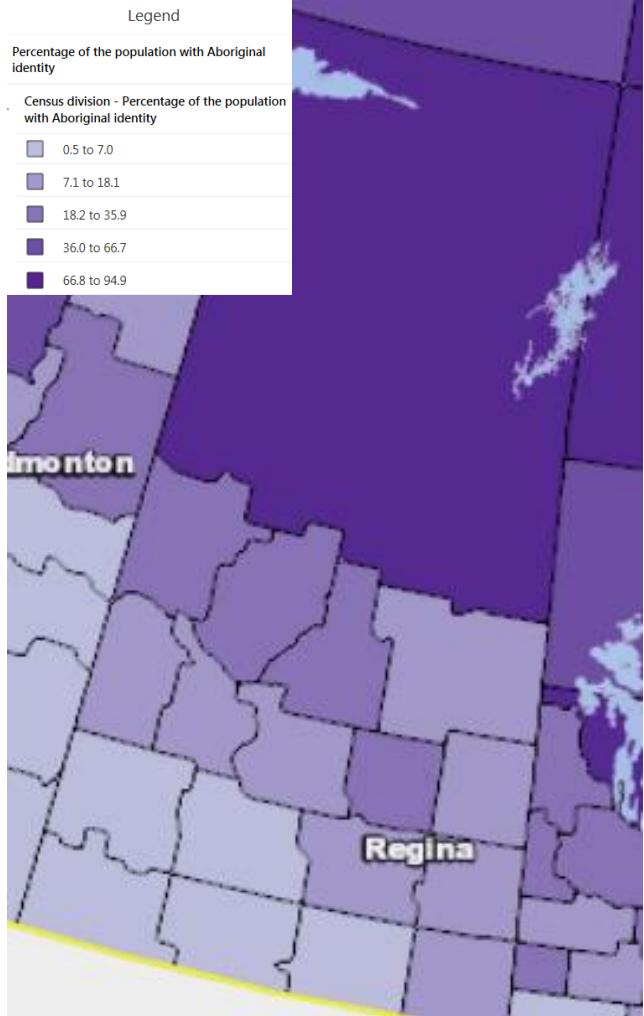 Legend
Percentage of the population with Aboriginal
identity
Census division - Percentage of the population
with Aboriginal identity
0.5 to 7.0
7.1 to 18.1
18.2 to 35.9
36.0 to 66.7
66.8 to 94.9
dmonton
Regina